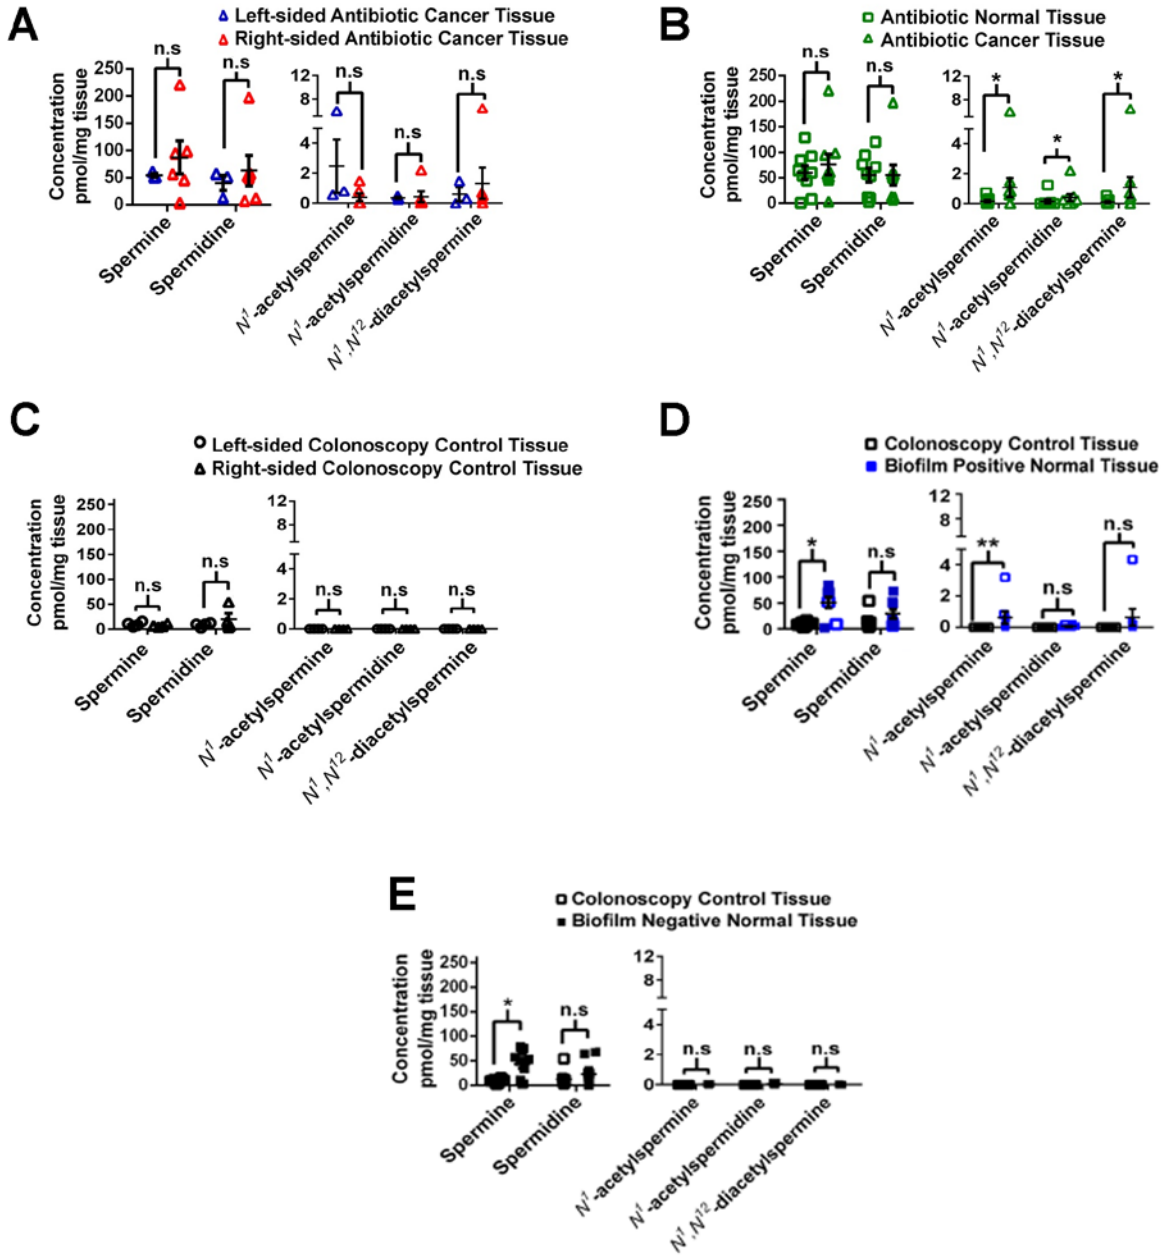 A
Left-sided Antibiotic Cancer Tissue
Right-sided Antibiotic Cancer Tissue
Concentration
pmol/mg tissue
250
200
150
100
50
0
n.s
n.s
Spermine
Spermidine
12
8
4
2
0
n.s
n.s
n.s
N1-acetylspermine
N1-acetylspermidine
N1,N12-diacetylspermine
B
Antibiotic Normal Tissue
Antibiotic Cancer Tissue
Concentration
pmol/mg tissue
250
200
150
100
50
0
n.s
n.s
Spermine
Spermidine
12
8
4
2
0
*
*
*
N1-acetylspermine
N1-acetylspermidine
N1,N12-diacetylspermine
C
Left-sided Colonoscopy Control Tissue
Right-sided Colonoscopy Control Tissue
Concentration
pmol/mg tissue
250
200
150
100
50
0
n.s
n.s
Spermine
Spermidine
12
8
4
2
0
n.s
n.s
n.s
N1-acetylspermine
N1-acetylspermidine
N1,N12-diacetylspermine
D
Colonoscopy Control Tissue
Biofilm Positive Normal Tissue
Concentration
pmol/mg tissue
250
200
150
100
50
0
*
n.s
Spermine
Spermidine
12
8
4
2
0
**
n.s
n.s
N1-acetylspermine
N1-acetylspermidine
N1,N12-diacetylspermine
E
Colonoscopy Control Tissue
Biofilm Negative Normal Tissue
Concentration
pmol/mg tissue
250
200
150
100
50
0
*
n.s
Spermine
Spermidine
12
8
4
2
0
n.s
n.s
n.s
N1-acetylspermine
N1-acetylspermidine
N1,N12-diacetylspermine